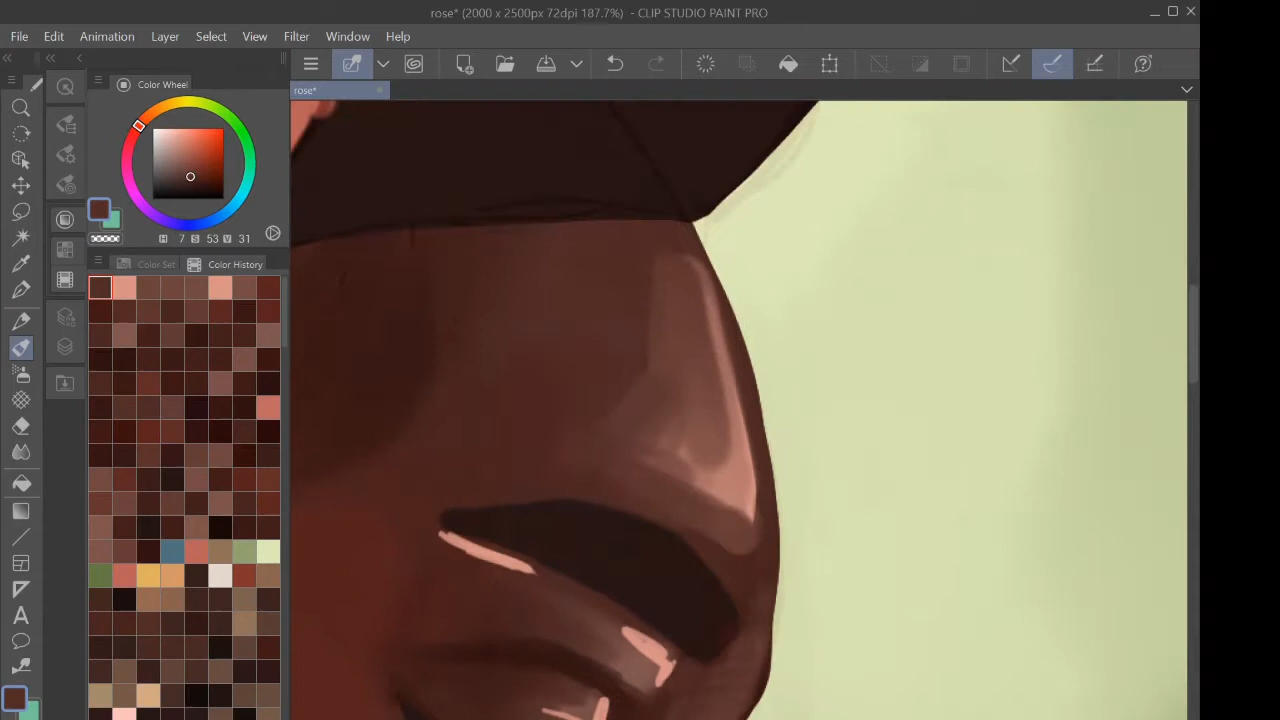 rose* (2000 x 2500px 72dpi 187.7%) - CLIP STUDIO PAINT PRO
File Edit Animation Layer Select View Filter Window Help
Color Wheel
rose*
H 7 S 53 V 31
Color Set Color History